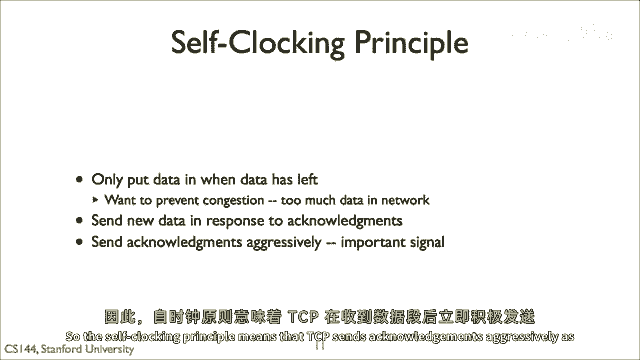 Self-Clocking Principle
• Only put data in when data has left
‣ Want to prevent congestion -- too much data in network
• Send new data in response to acknowledgments
• Send acknowledgments aggressively -- important signal
因此，自时钟原则意味着 TCP 在收到数据段后立即积极发送
So the self-clocking principle means that TCP sends acknowledgements aggressively as
CS144, Stanford University